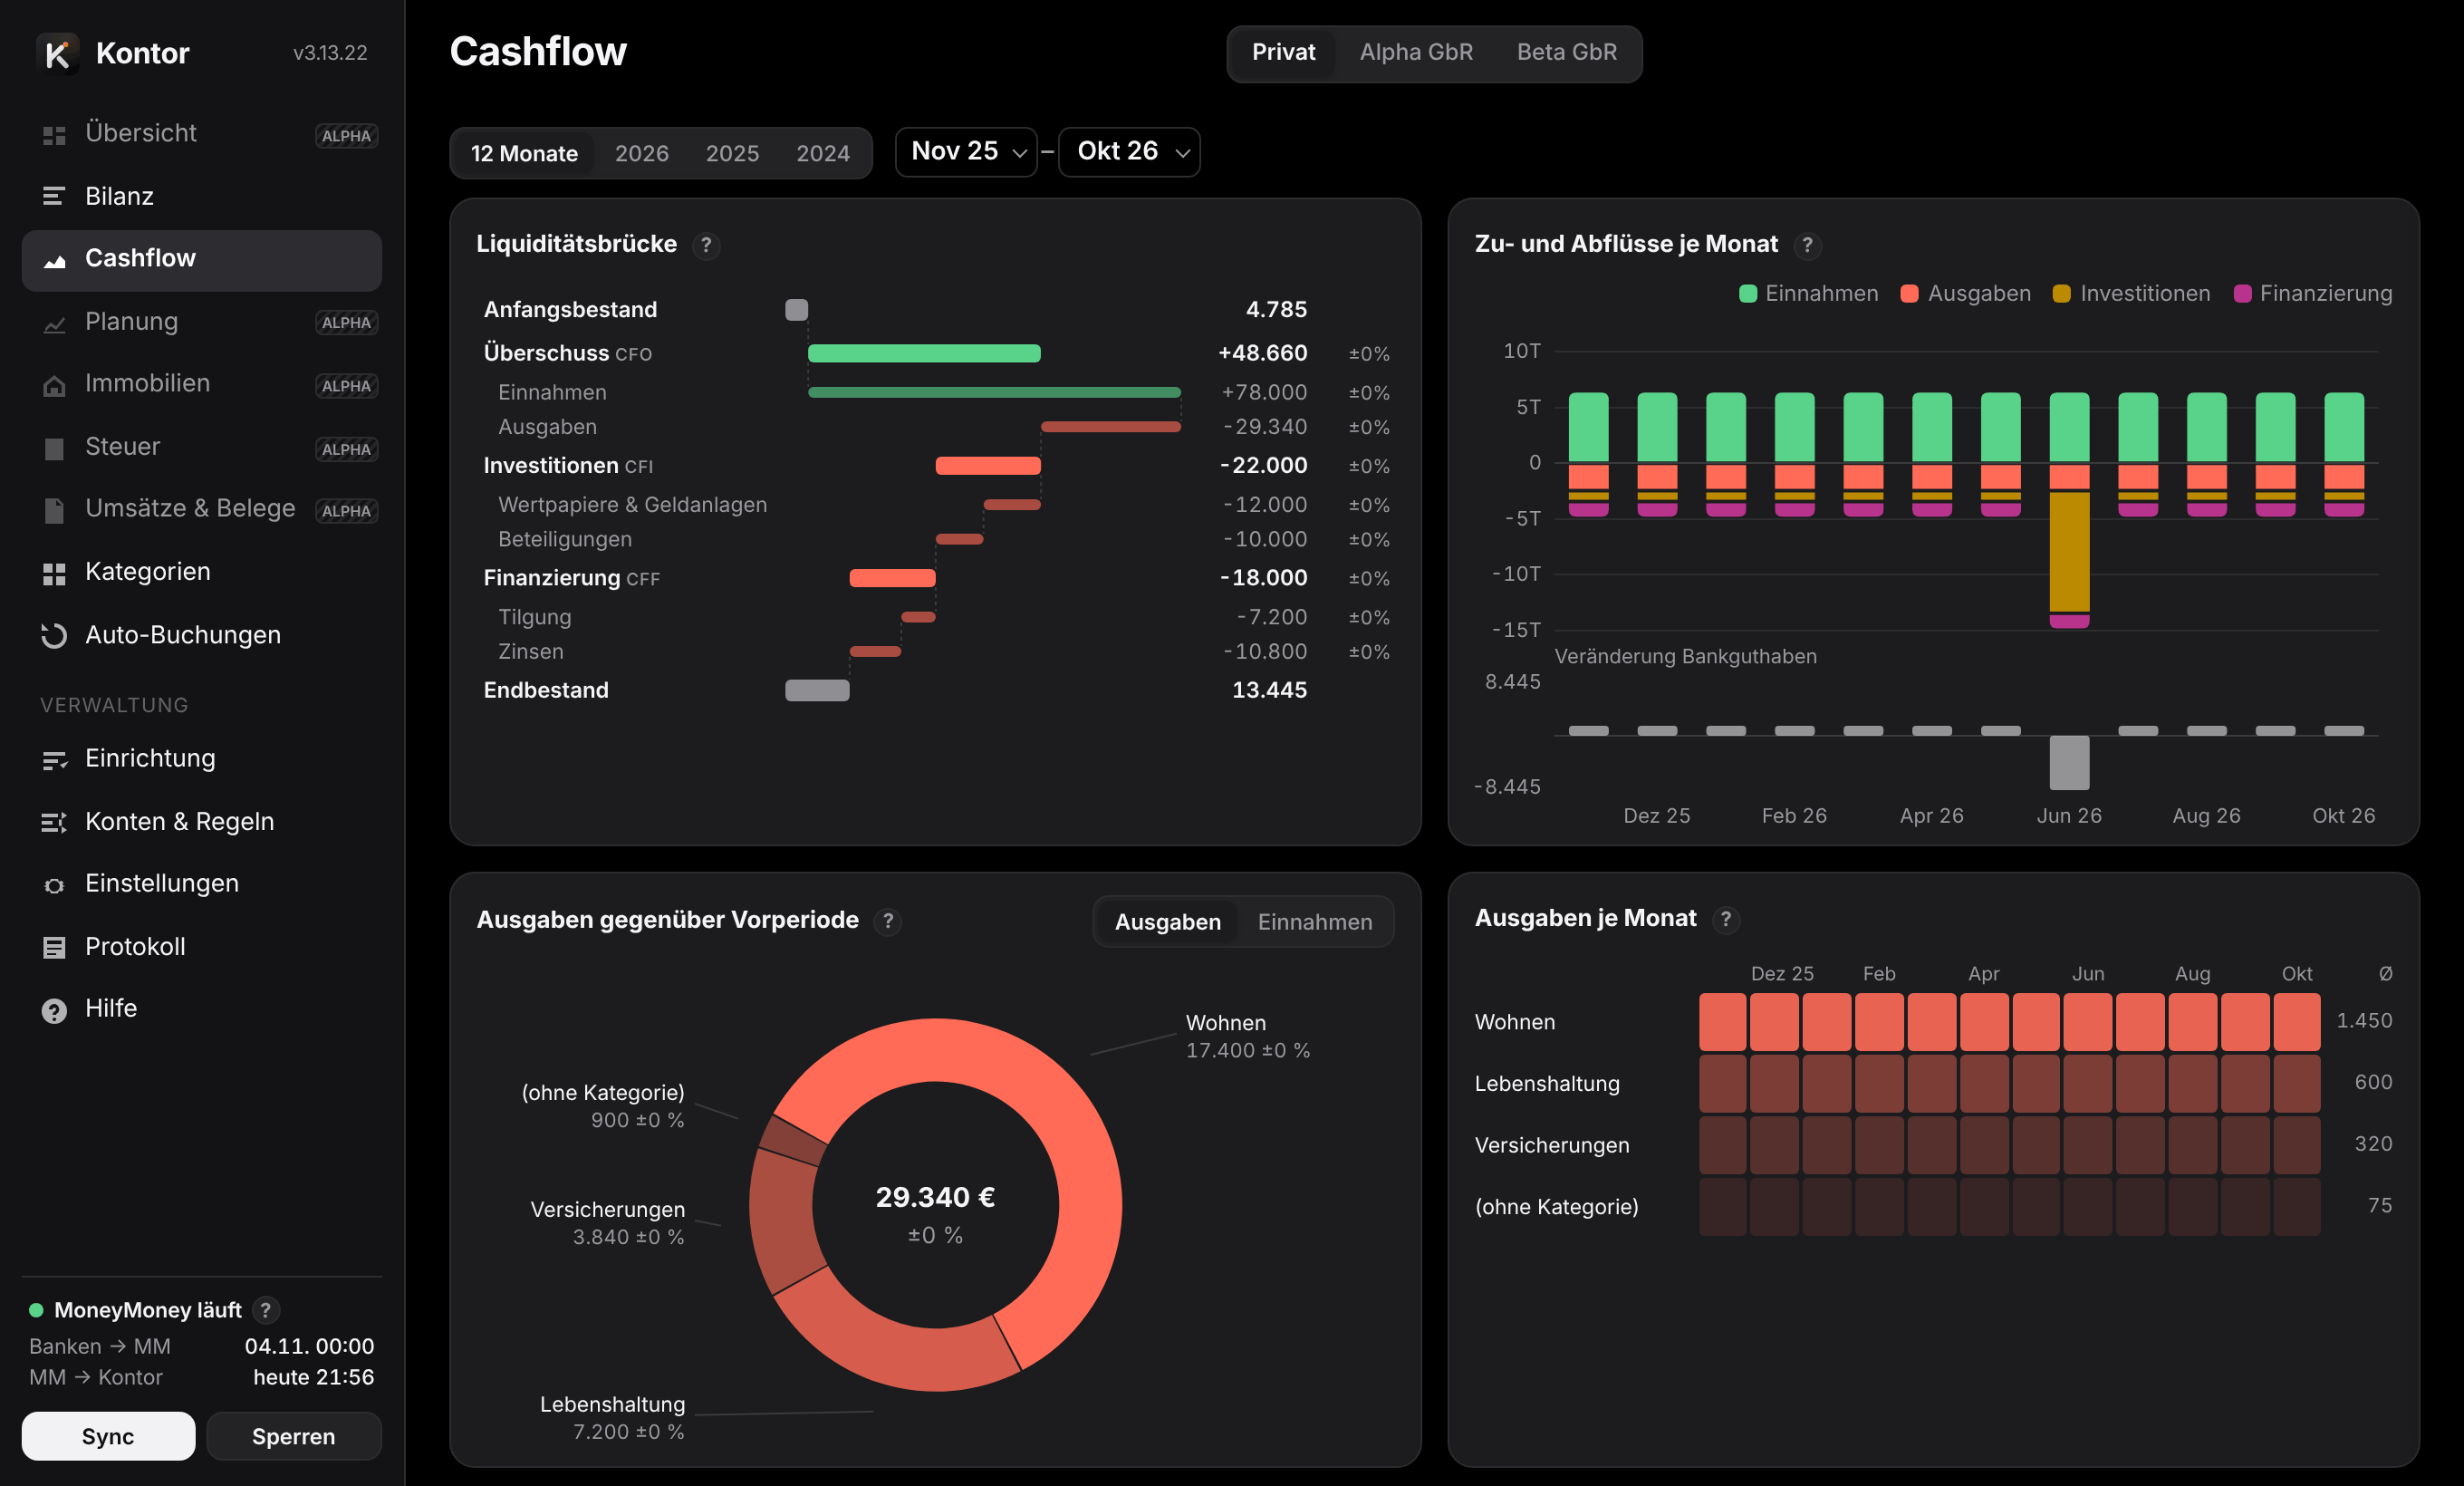 Kontor
v3.13.22
Übersicht ALPHA
Bilanz
Cashflow
Planung ALPHA
Immobilien ALPHA
Steuer ALPHA
Umsätze & Belege ALPHA
Kategorien
Auto-Buchungen
VERWALTUNG
Einrichtung
Konten & Regeln
Einstellungen
Protokoll
Hilfe
MoneyMoney läuft ?
Banken → MM 04.11. 00:00
MM → Kontor heute 21:56
Sync Sperren
Cashflow
Privat Alpha GbR Beta GbR
12 Monate 2026 2025 2024 Nov 25 – Okt 26
Liquiditätsbrücke ?
Anfangsbestand 4.785
Überschuss CFO +48.660 ±0%
Einnahmen +78.000 ±0%
Ausgaben -29.340 ±0%
Investitionen CFI -22.000 ±0%
Wertpapiere & Geldanlagen -12.000 ±0%
Beteiligungen -10.000 ±0%
Finanzierung CFF -18.000 ±0%
Tilgung -7.200 ±0%
Zinsen -10.800 ±0%
Endbestand 13.445
Zu- und Abflüsse je Monat ?
Einnahmen Ausgaben Investitionen Finanzierung
10T
5T
0
-5T
-10T
-15T
Veränderung Bankguthaben
8.445
-8.445
Dez 25 Feb 26 Apr 26 Jun 26 Aug 26 Okt 26
Ausgaben gegenüber Vorperiode ?
Ausgaben Einnahmen
Wohnen
17.400 ±0 %
(ohne Kategorie)
900 ±0 %
Versicherungen
3.840 ±0 %
29.340 €
±0 %
Lebenshaltung
7.200 ±0 %
Ausgaben je Monat ?
Dez 25 Feb Apr Jun Aug Okt Ø
Wohnen 1.450
Lebenshaltung 600
Versicherungen 320
(ohne Kategorie) 75